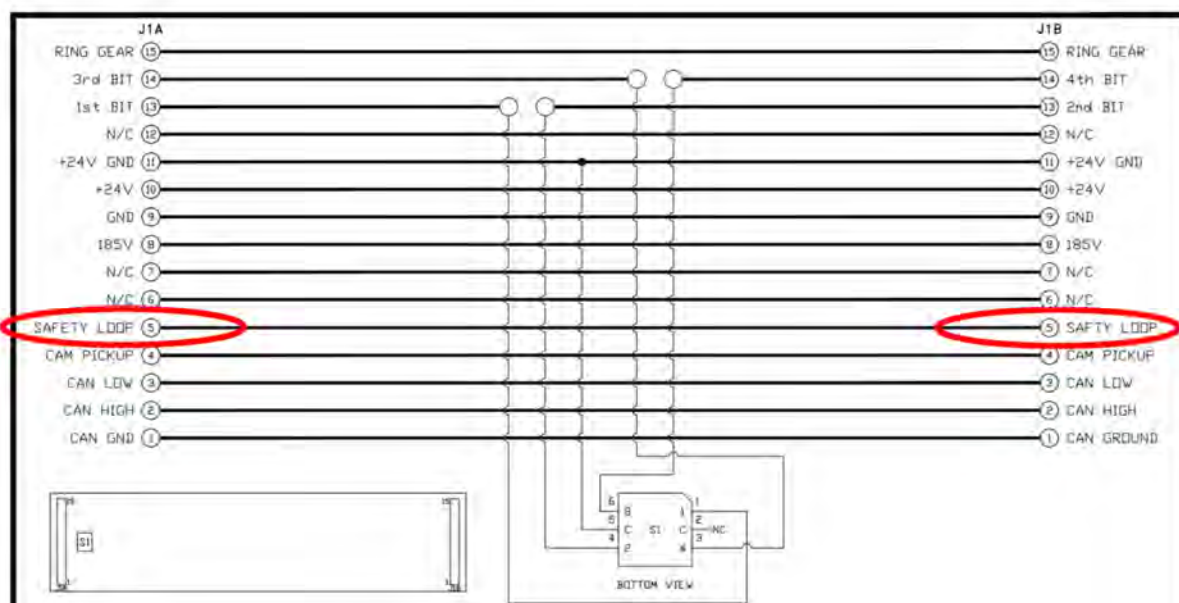 J1A J1B
RING GEAR 15 15 RING GEAR
3rd BIT 14 14 4th BIT
1st BIT 13 13 2nd BIT
N/C 12 12 N/C
+24V GND 11 11 +24V GND
+24V 10 10 +24V
GND 9 9 GND
185V 8 8 185V
N/C 7 7 N/C
N/C 6 6 N/C
SAFETY LOOP 5 5 SAFTY LOOP
CAM PICKUP 4 4 CAM PICKUP
CAN LOW 3 3 CAN LOW
CAN HIGH 2 2 CAN HIGH
CAN GND 1 1 CAN GROUND
6 8 1 1
5 C S1 C 2 NC
4 2 4 3
S1
BOTTOM VIEW